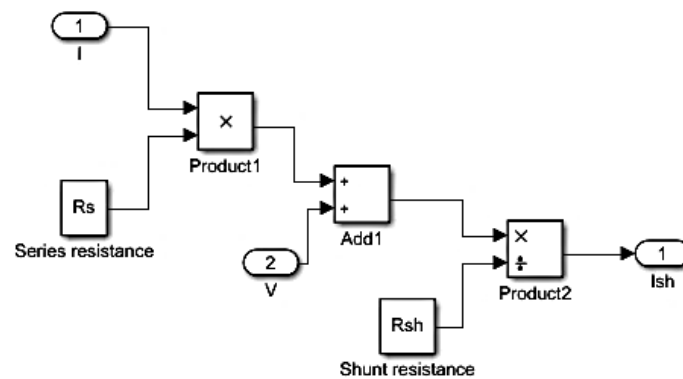 1
I
×
Product1
Rs
Series resistance
+
+
Add1
2
V
×
÷
Product2
1
Ish
Rsh
Shunt resistance